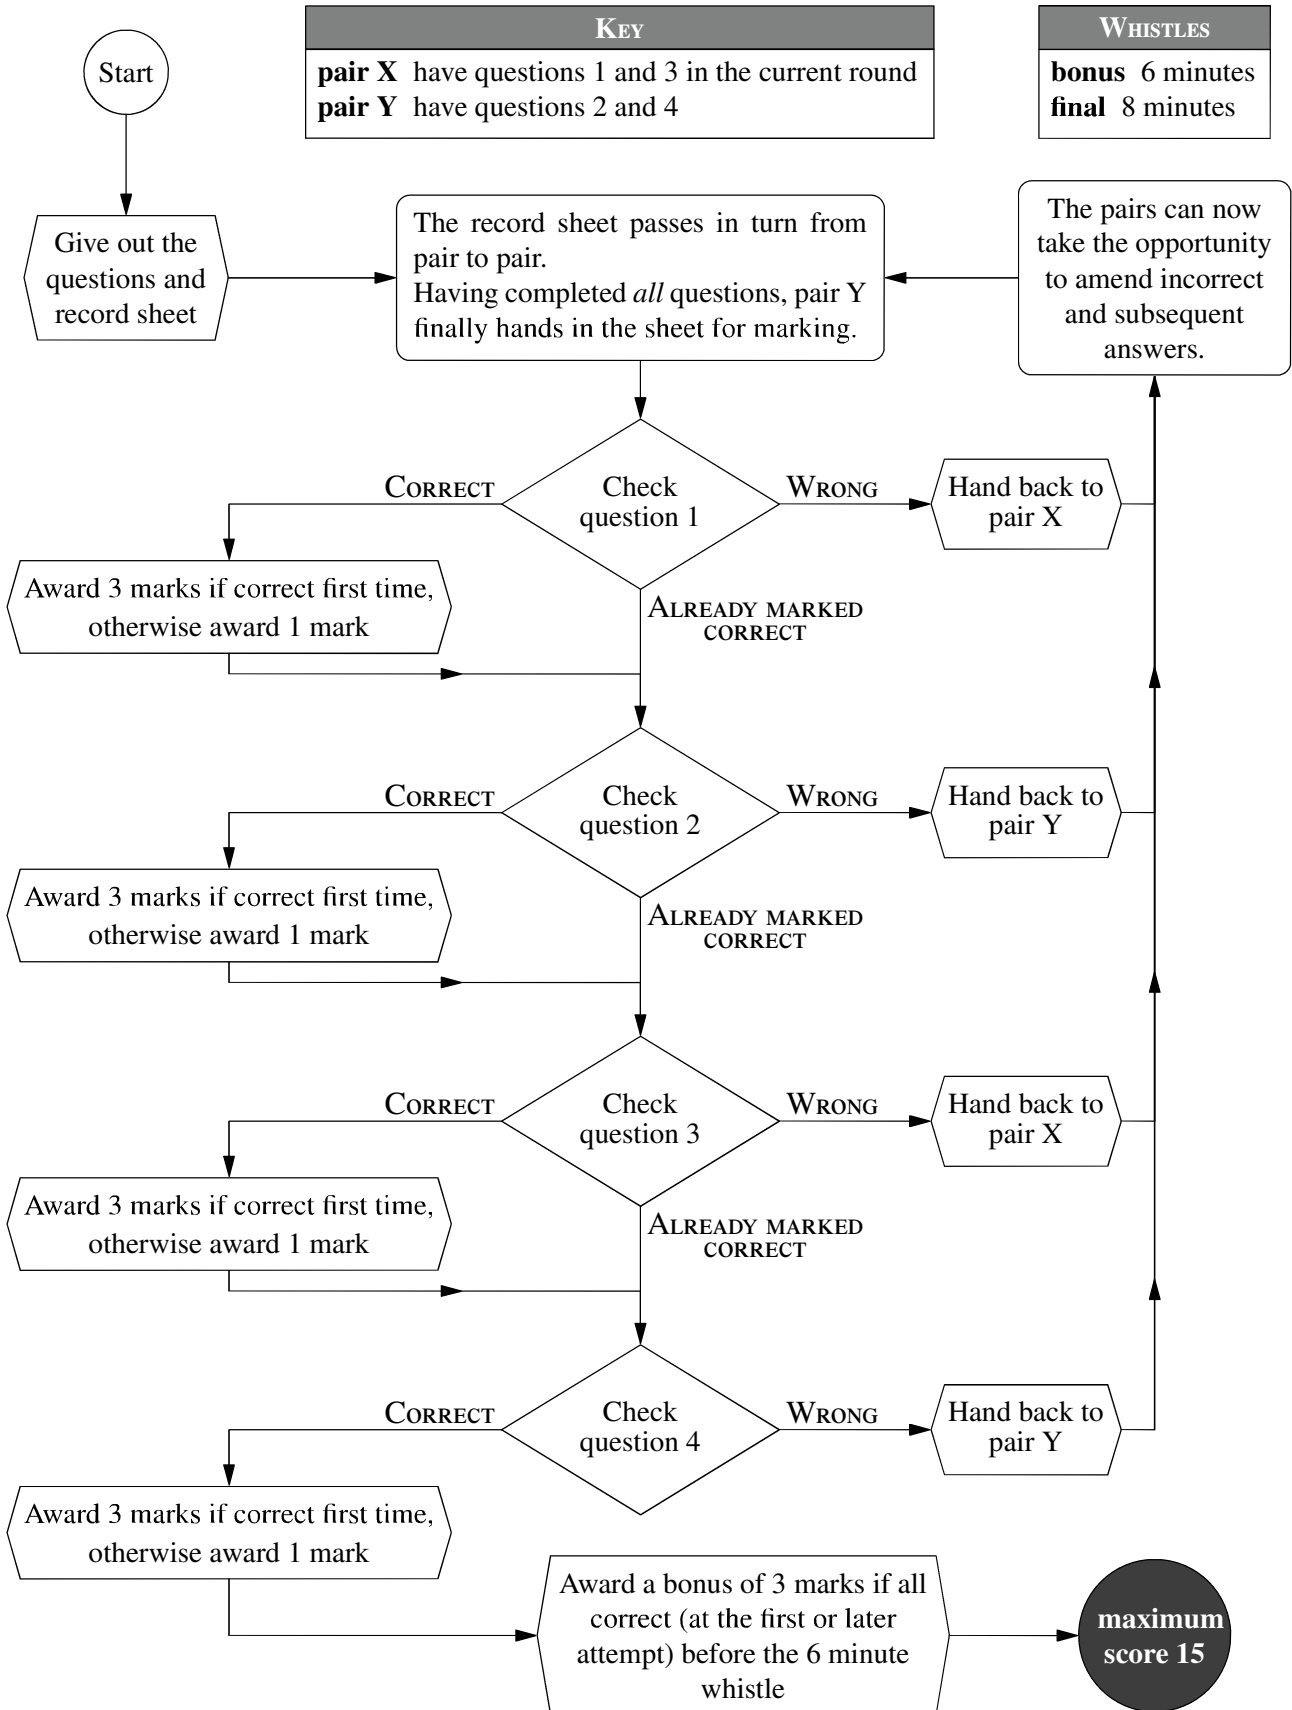 Start
KEY
pair X have questions 1 and 3 in the current round
pair Y have questions 2 and 4
WHISTLES
bonus 6 minutes
final 8 minutes
Give out the
questions and
record sheet
The record sheet passes in turn from
pair to pair.
Having completed all questions, pair Y
finally hands in the sheet for marking.
The pairs can now
take the opportunity
to amend incorrect
and subsequent
answers.
CORRECT
Check
question 1
WRONG
Hand back to
pair X
Award 3 marks if correct first time,
otherwise award 1 mark
ALREADY MARKED
CORRECT
CORRECT
Check
question 2
WRONG
Hand back to
pair Y
Award 3 marks if correct first time,
otherwise award 1 mark
ALREADY MARKED
CORRECT
CORRECT
Check
question 3
WRONG
Hand back to
pair X
Award 3 marks if correct first time,
otherwise award 1 mark
ALREADY MARKED
CORRECT
CORRECT
Check
question 4
WRONG
Hand back to
pair Y
Award 3 marks if correct first time,
otherwise award 1 mark
Award a bonus of 3 marks if all
correct (at the first or later
attempt) before the 6 minute
whistle
maximum
score 15